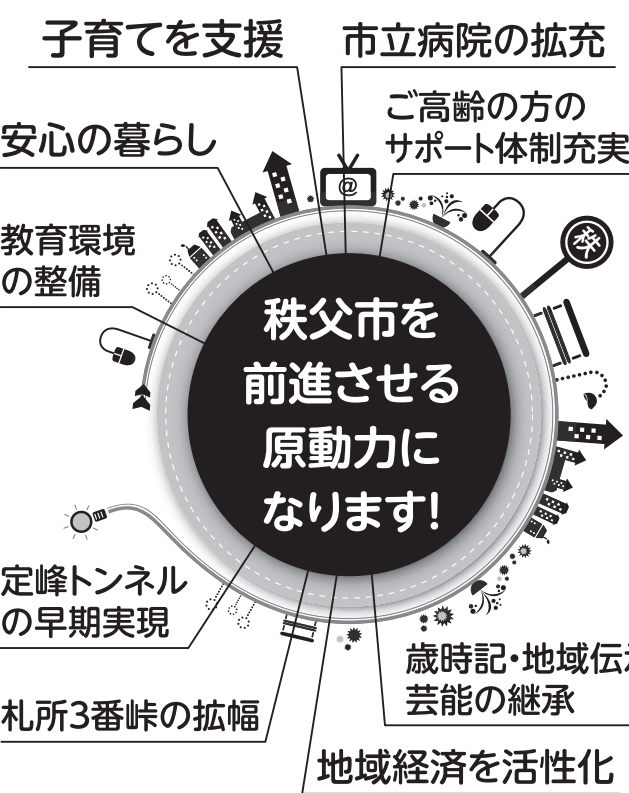 子育てを支援
市立病院の拡充
ご高齢の方の
サポート体制充実
安心の暮らし
@
教育環境
の整備
秩
秩父市を
前進させる
原動力に
なります!
定峰トンネル
の早期実現
歳時記・地域伝
芸能の継承
札所3番峠の拡幅
地域経済を活性化